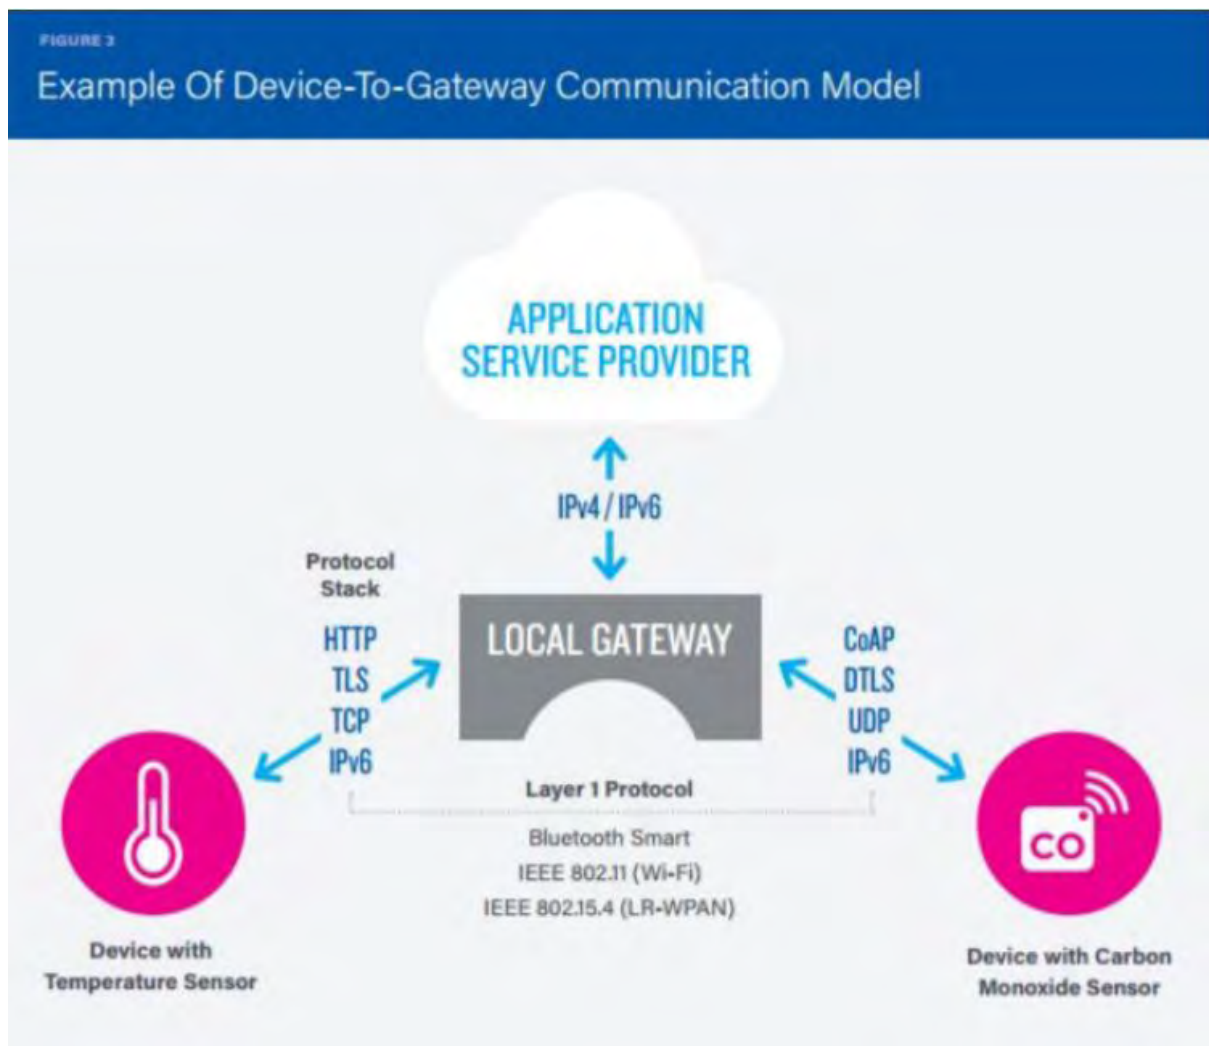 FIGURE 3
Example Of Device-To-Gateway Communication Model
APPLICATION
SERVICE PROVIDER
IPv4 / IPv6
Protocol
Stack
HTTP
TLS
TCP
IPv6
LOCAL GATEWAY
CoAP
DTLS
UDP
IPv6
Layer 1 Protocol
Bluetooth Smart
IEEE 802.11 (Wi-Fi)
IEEE 802.15.4 (LR-WPAN)
Device with
Temperature Sensor
CO
Device with Carbon
Monoxide Sensor